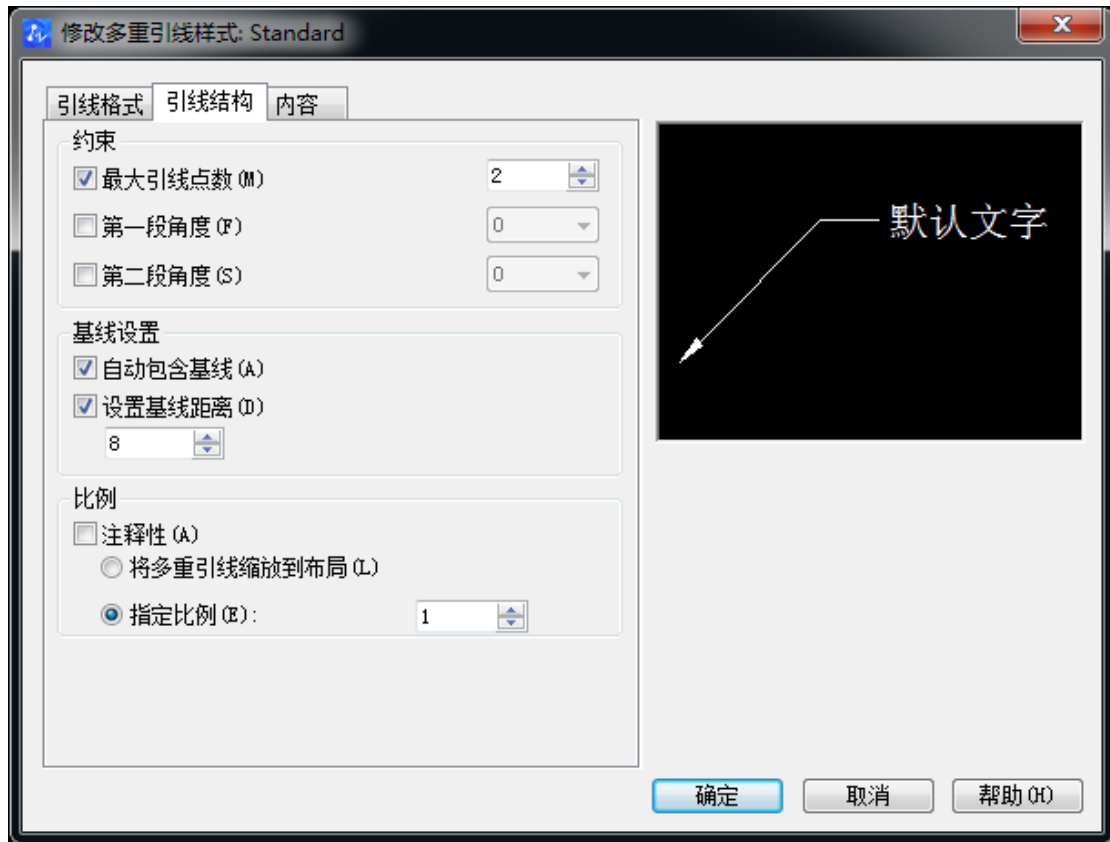 修改多重引线样式: Standard
引线格式 引线结构 内容
约束
最大引线点数(M) 2
第一段角度(F) 0
第二段角度(S) 0
默认文字
基线设置
自动包含基线(A)
设置基线距离(D)
8
比例
注释性(A)
将多重引线缩放到布局(L)
指定比例(E): 1
确定 取消 帮助(H)